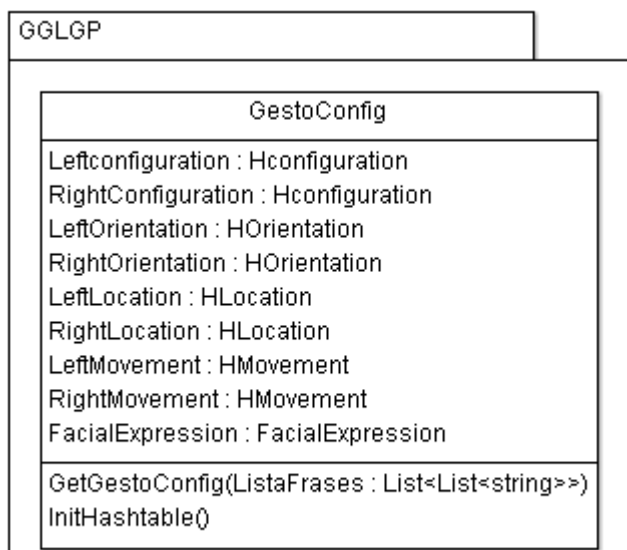 GGLGP
GestoConfig
Leftconfiguration : Hconfiguration
RightConfiguration : Hconfiguration
LeftOrientation : HOrientation
RightOrientation : HOrientation
LeftLocation : HLocation
RightLocation : HLocation
LeftMovement : HMovement
RightMovement : HMovement
FacialExpression : FacialExpression
GetGestoConfig(ListaFrases : List<List<string>>)
InitHashtable()